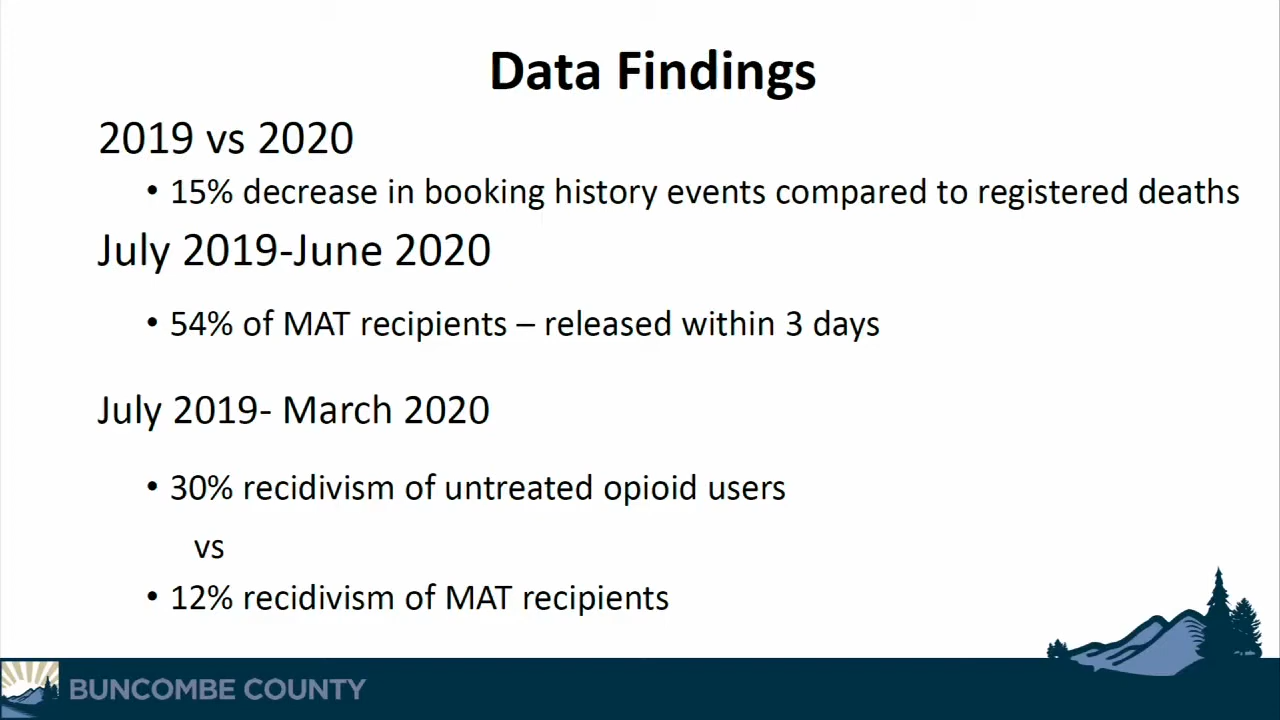 Data Findings
2019 vs 2020
• 15% decrease in booking history events compared to registered deaths
July 2019-June 2020
• 54% of MAT recipients – released within 3 days
July 2019- March 2020
• 30% recidivism of untreated opioid users
vs
• 12% recidivism of MAT recipients
BUNCOMBE COUNTY